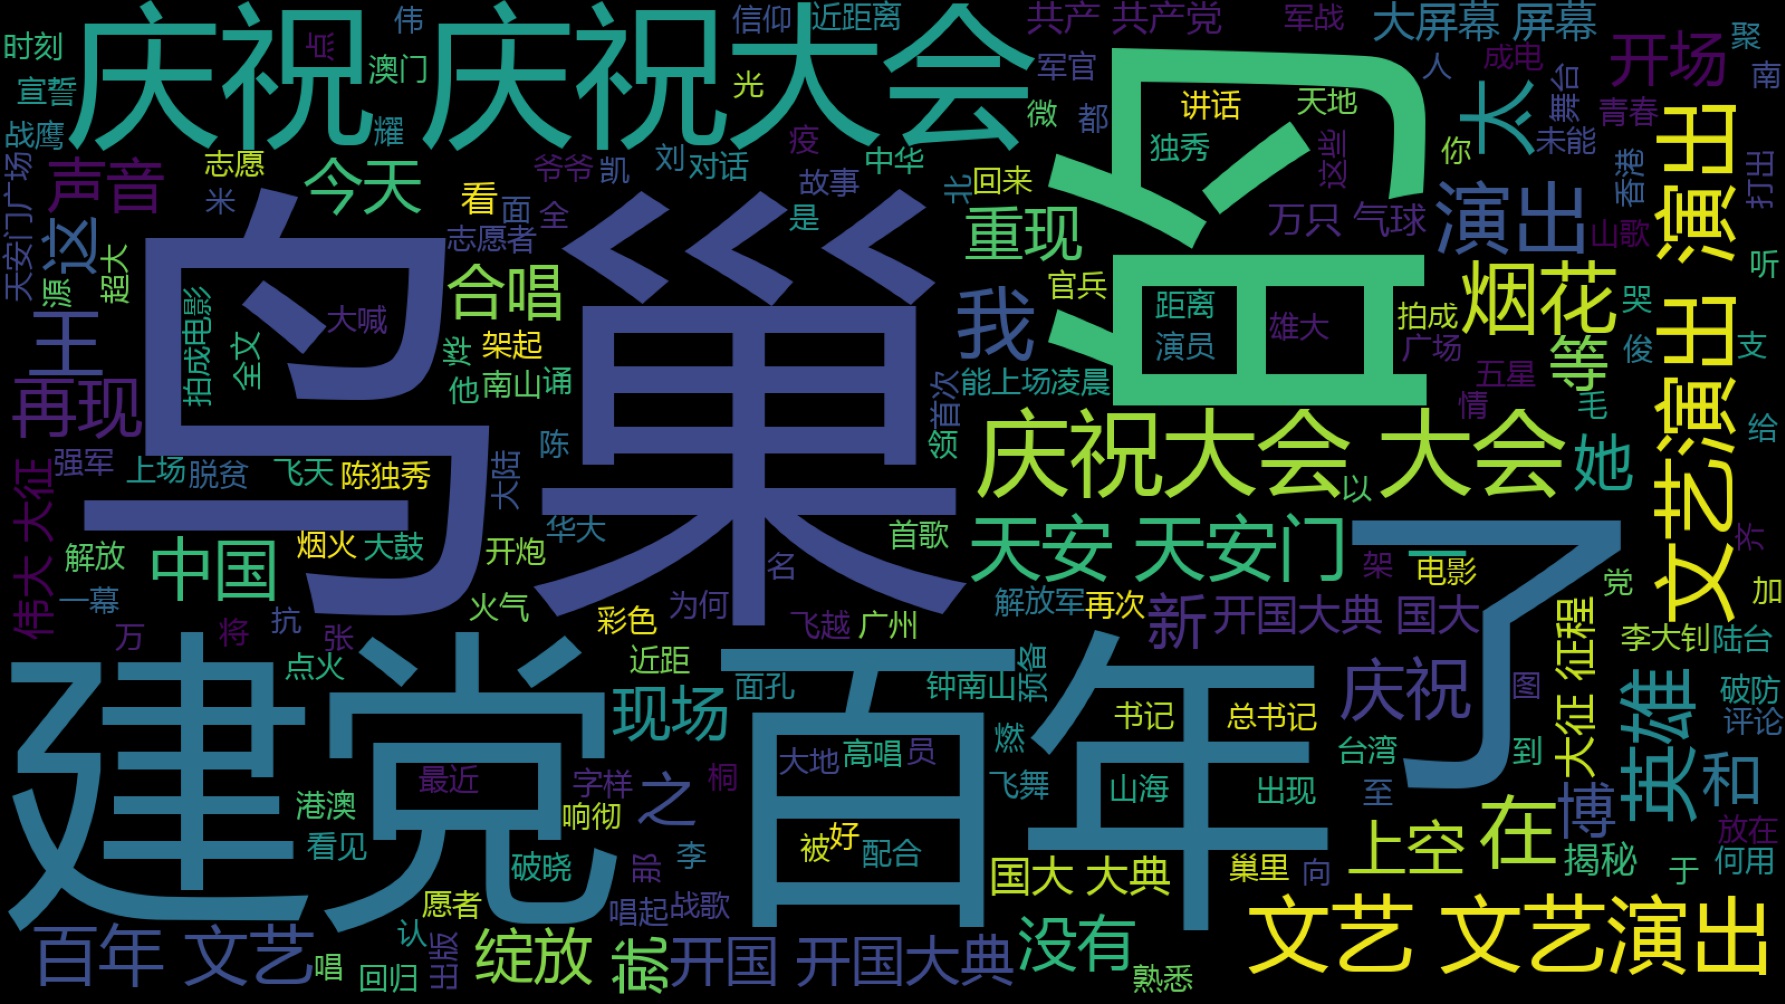 庆祝 庆祝大会
的
鸟巢
建党 百年
了
庆祝大会 大会
文艺演出 演出
文艺 文艺演出
时刻
宣誓
战鹰
点
澳门
伟
信仰
近距离
共产 共产党
军战
大屏幕 屏幕
成电
开场
聚
南
人
舞台
太
青春
未能
军官
光
微
都
讲话
天地
独秀
这些
你
香港
打出
耀
声音
志愿
今天
米
天安门广场
这
源
超大
看
面
全
志愿者
合唱
爷爷
凯
刘
对话
疫
故事
中华
是
北
回来
重现
万只 气球
演出
山歌
听
王
再现
拍成电影
全文
大喊
架起
他
南山诵
我
官兵
距离
演员
雄大
拍成
广场
烟花
等
哭
俊
支
五星
情
毛
给
能上场凌晨
首次
领
强军
上场
脱贫
飞天
陈独秀
陈
大陆
伟大 大征
解放
一幕
中国
烟火
大鼓
开炮
华大
首歌
名
以
她
天安 天安门
架
电影
党
齐
加
万
将
抗
张
火气
彩色
为何
飞越
广州
解放军
再次
新
开国大典 国大
大征 征程
李大钊
陆台
点火
近距
现场
面孔
钟南山
预备
书记
总书记
庆祝
图
英雄
破防
评论
最近
字样
之
桐
大地
高唱
员
燃
飞舞
山海
出现
台湾
到
至
博
和
港澳
看见
响彻
破晓
那
李
被
好
配合
国大 大典
巢里
向
上空
在
揭秘
于
放在
何用
百年 文艺
愿者
唱
认
回归
出版
绽放
唱起
战歌
开国 开国大典
没有
熟悉